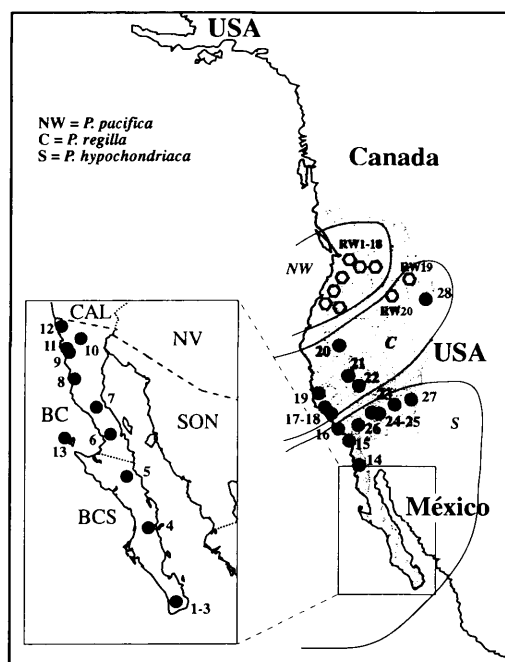 USA
NW = P. pacifica
C = P. regilla
S = P. hypochondriaca
Canada
RW1-18
NW
RW19
28
RW20
C
USA
20
21
22
19
23
27
S
17-18
24-25
16
26
15
14
México
CAL
12
NV
11
10
9
8
BC
7
SON
13
6
5
BCS
4
1-3